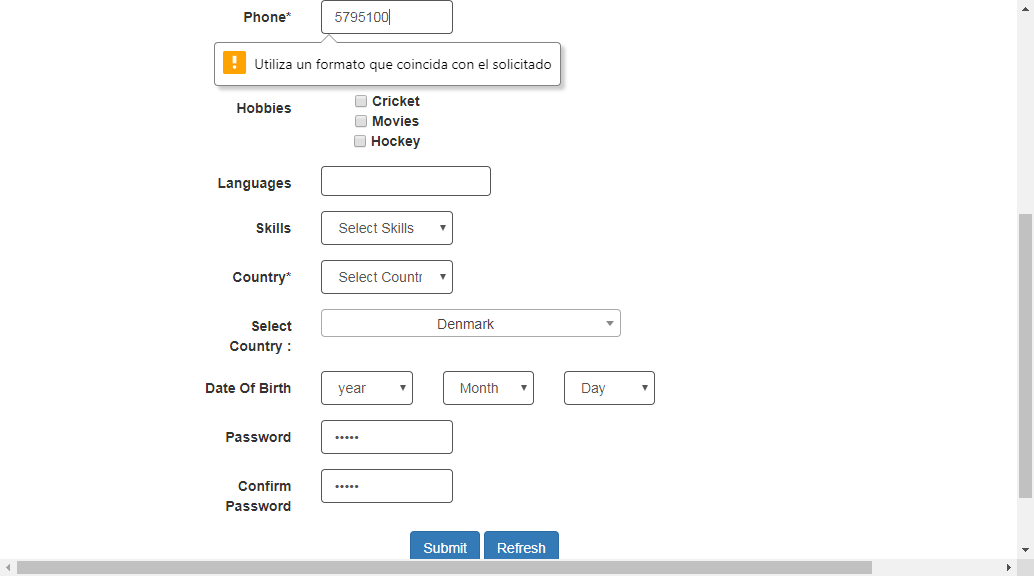 Phone* 5795100
Utiliza un formato que coincida con el solicitado
Hobbies Cricket
Movies
Hockey
Languages
Skills Select Skills
Country* Select Countr
Select Country : Denmark
Date Of Birth year Month Day
Password •••••
Confirm Password •••••
Submit Refresh